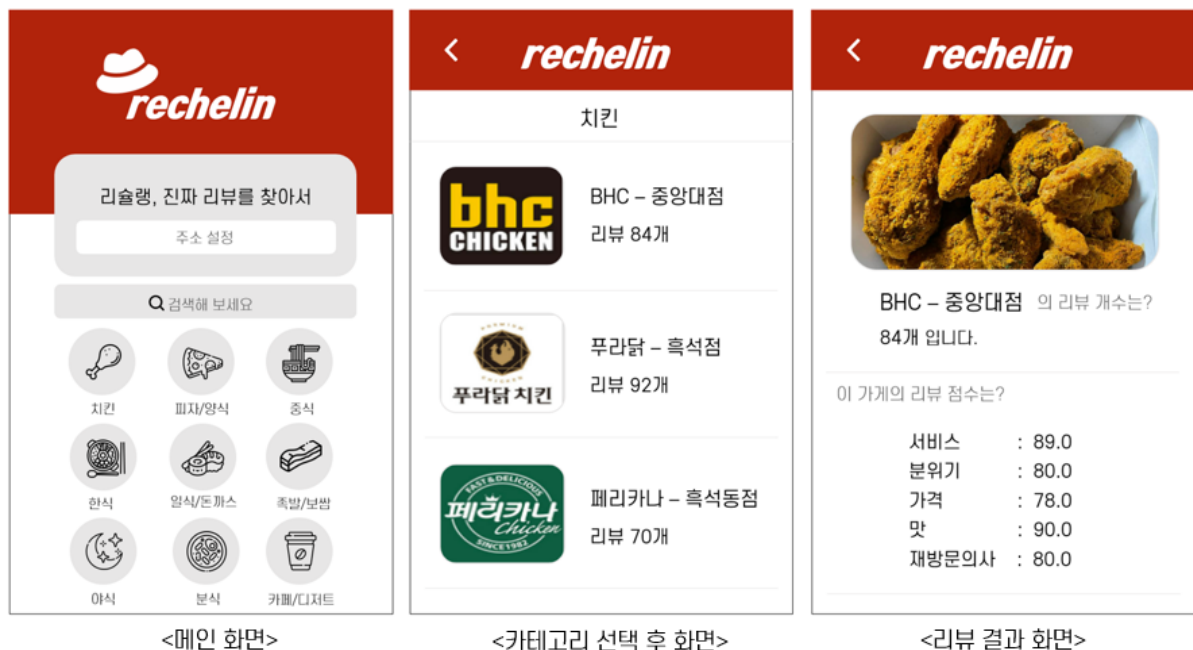 rechelin
리슐랭, 진짜 리뷰를 찾아서
주소 설정
검색해 보세요
치킨
피자/양식
중식
한식
일식/돈까스
족발/보쌈
야식
분식
카페/디저트
<메인 화면>
rechelin
치킨
bhc
CHICKEN
BHC – 중앙대점
리뷰 84개
PREMIUM
CHICKEN
푸라닭 치킨
푸라닭 – 흑석점
리뷰 92개
FAST & DELICIOUS
페리카나
Chicken
SINCE 1982
페리카나 – 흑석동점
리뷰 70개
<카테고리 선택 후 화면>
rechelin
BHC – 중앙대점 의 리뷰 개수는?
84개 입니다.
이 가게의 리뷰 점수는?
서비스 : 89.0
분위기 : 80.0
가격 : 78.0
맛 : 90.0
재방문의사 : 80.0
<리뷰 결과 화면>